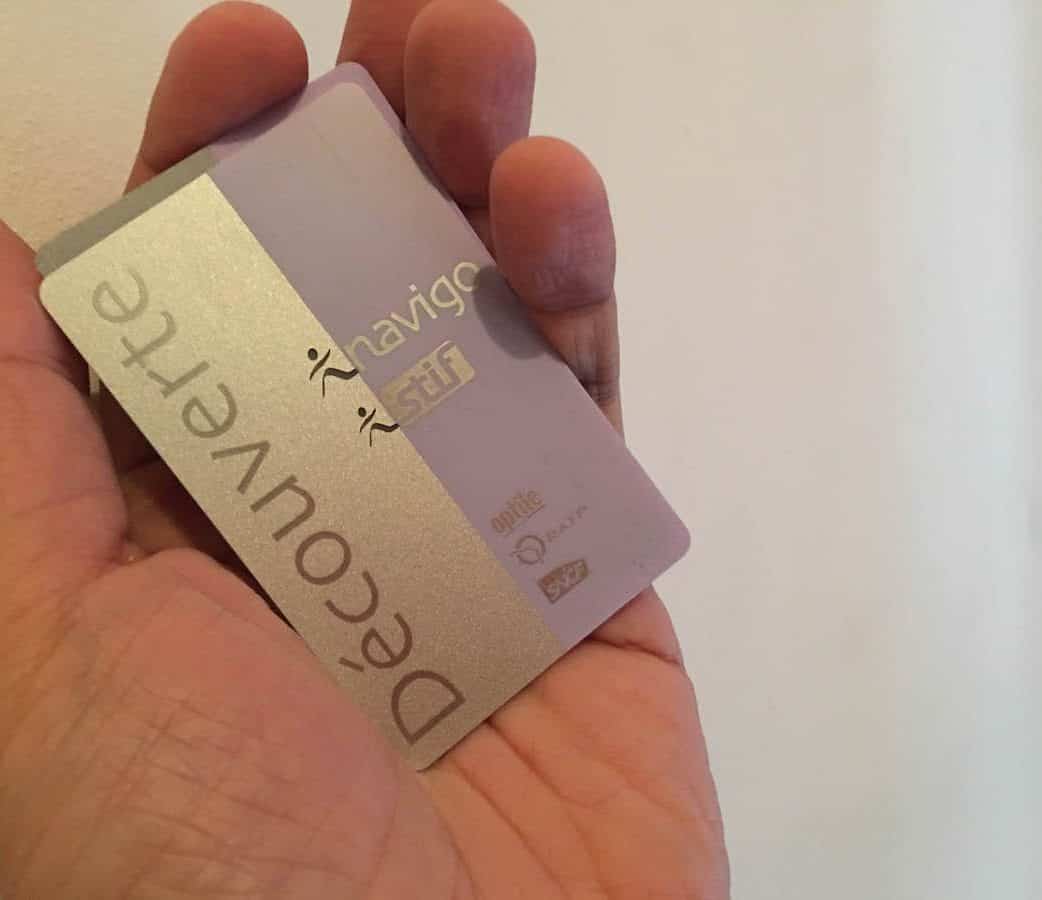 Découverte
navigo
stif
optile
RATP
SNCF